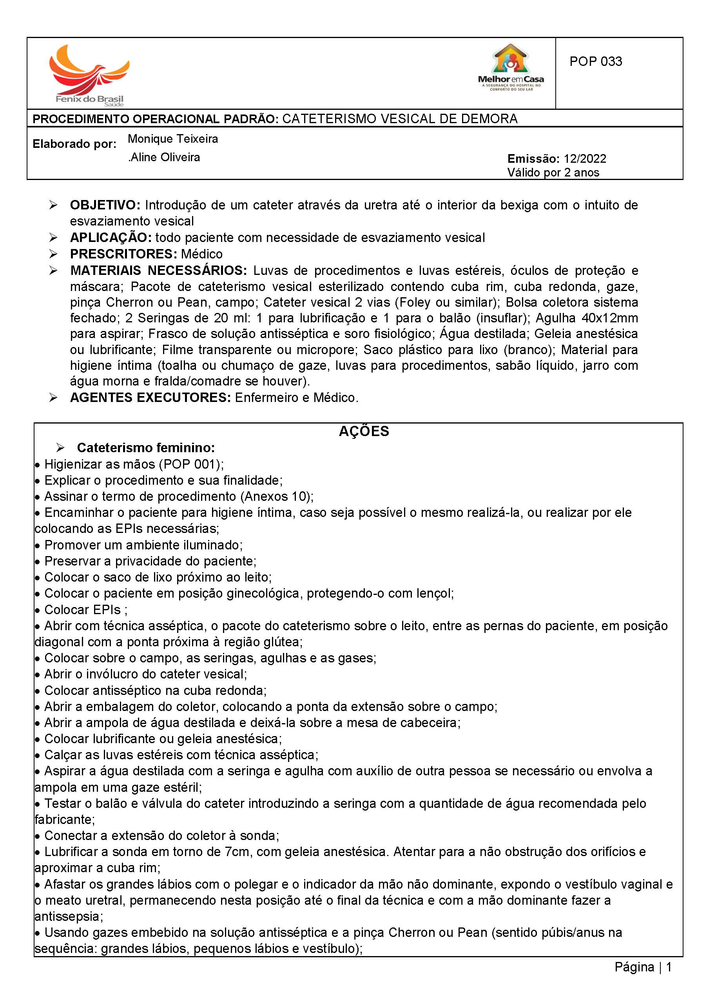 Fenix do Brasil
Saúde
Melhor em Casa
A SEGURANÇA DO HOSPITAL NO
CONFORTO DO SEU LAR
POP 033
PROCEDIMENTO OPERACIONAL PADRÃO: CATETERISMO VESICAL DE DEMORA
Elaborado por:
Monique Teixeira
.Aline Oliveira
Emissão: 12/2022
Válido por 2 anos
➢ OBJETIVO: Introdução de um cateter através da uretra até o interior da bexiga com o intuito de
esvaziamento vesical
➢ APLICAÇÃO: todo paciente com necessidade de esvaziamento vesical
➢ PRESCRITORES: Médico
➢ MATERIAIS NECESSÁRIOS: Luvas de procedimentos e luvas estéreis, óculos de proteção e
máscara; Pacote de cateterismo vesical esterilizado contendo cuba rim, cuba redonda, gaze,
pinça Cherron ou Pean, campo; Cateter vesical 2 vias (Foley ou similar); Bolsa coletora sistema
fechado; 2 Seringas de 20 ml: 1 para lubrificação e 1 para o balão (insuflar); Agulha 40x12mm
para aspirar; Frasco de solução antisséptica e soro fisiológico; Água destilada; Geleia anestésica
ou lubrificante; Filme transparente ou micropore; Saco plástico para lixo (branco); Material para
higiene íntima (toalha ou chumaço de gaze, luvas para procedimentos, sabão líquido, jarro com
água morna e fralda/comadre se houver).
➢ AGENTES EXECUTORES: Enfermeiro e Médico.
AÇÕES
➢ Cateterismo feminino:
• Higienizar as mãos (POP 001);
• Explicar o procedimento e sua finalidade;
• Assinar o termo de procedimento (Anexos 10);
• Encaminhar o paciente para higiene íntima, caso seja possível o mesmo realizá-la, ou realizar por ele
colocando as EPIs necessárias;
• Promover um ambiente iluminado;
• Preservar a privacidade do paciente;
• Colocar o saco de lixo próximo ao leito;
• Colocar o paciente em posição ginecológica, protegendo-o com lençol;
• Colocar EPIs ;
• Abrir com técnica asséptica, o pacote do cateterismo sobre o leito, entre as pernas do paciente, em posição
diagonal com a ponta próxima à região glútea;
• Colocar sobre o campo, as seringas, agulhas e as gases;
• Abrir o invólucro do cateter vesical;
• Colocar antisséptico na cuba redonda;
• Abrir a embalagem do coletor, colocando a ponta da extensão sobre o campo;
• Abrir a ampola de água destilada e deixá-la sobre a mesa de cabeceira;
• Colocar lubrificante ou geleia anestésica;
• Calçar as luvas estéreis com técnica asséptica;
• Aspirar a água destilada com a seringa e agulha com auxílio de outra pessoa se necessário ou envolva a
ampola em uma gaze estéril;
• Testar o balão e válvula do cateter introduzindo a seringa com a quantidade de água recomendada pelo
fabricante;
• Conectar a extensão do coletor à sonda;
• Lubrificar a sonda em torno de 7cm, com geleia anestésica. Atentar para a não obstrução dos orifícios e
aproximar a cuba rim;
• Afastar os grandes lábios com o polegar e o indicador da mão não dominante, expondo o vestíbulo vaginal e
o meato uretral, permanecendo nesta posição até o final da técnica e com a mão dominante fazer a
antissepsia;
• Usando gazes embebido na solução antisséptica e a pinça Cherron ou Pean (sentido púbis/anus na
sequência: grandes lábios, pequenos lábios e vestíbulo);
Página | 1